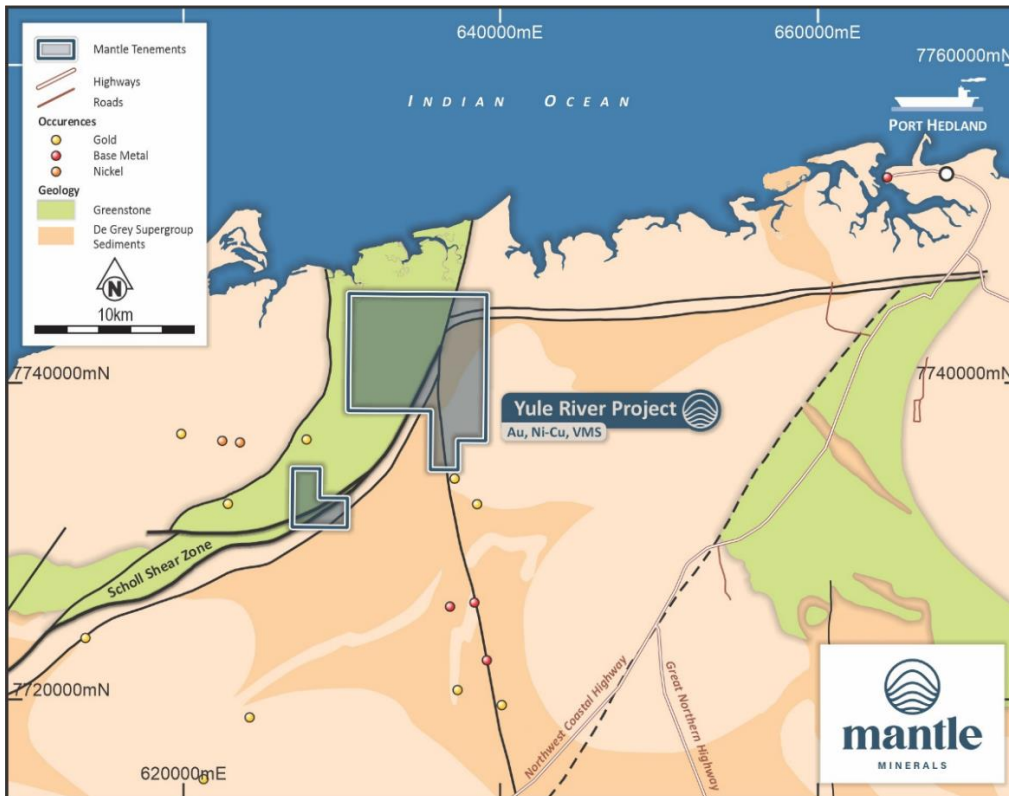 Mantle Tenements
Highways
Roads
Occurences
Gold
Base Metal
Nickel
Geology
Greenstone
De Grey Supergroup
Sediments
N
10km
640000mE
660000mE
7760000mN
INDIAN OCEAN
PORT HEDLAND
7740000mN
7740000mN
Yule River Project
Au, Ni-Cu, VMS
Scholl Shear Zone
Northwest Coastal Highway
Great Northern Highway
7720000mN
620000mE
mantle
MINERALS